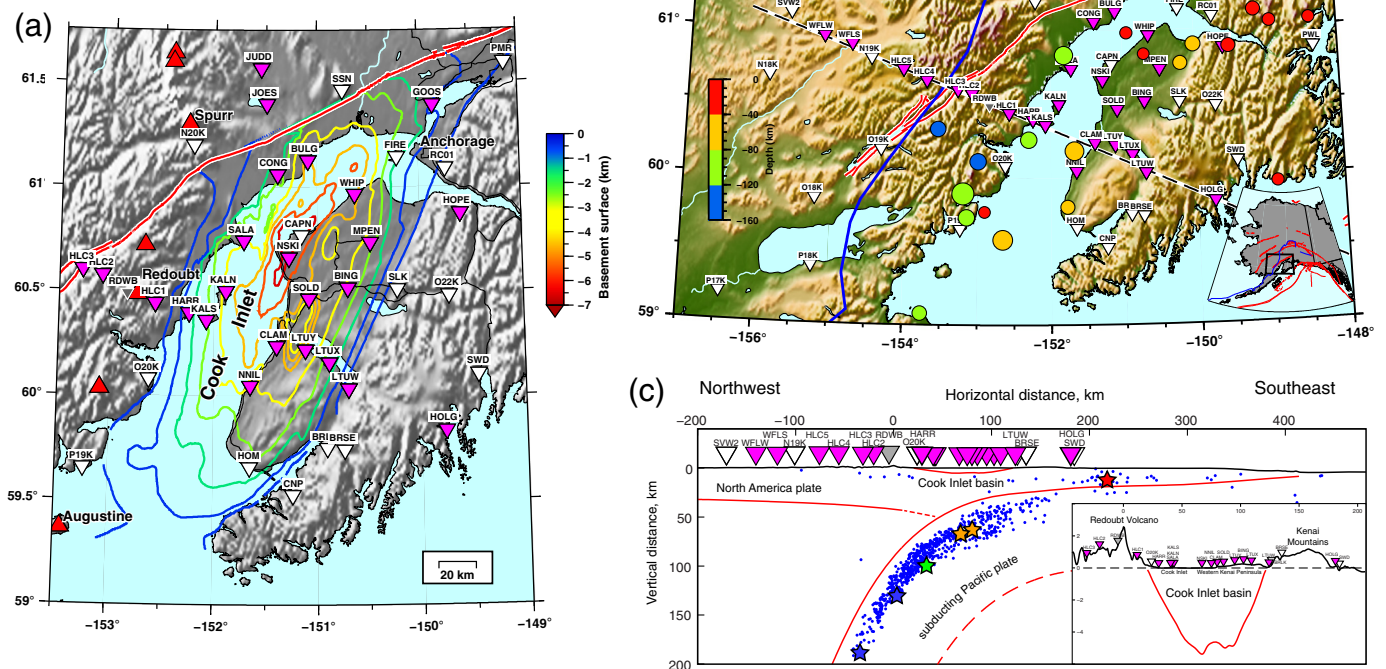 (a)
61.5
61°
60.5
60°
59.5
59°
−153°
−152°
−151°
−150°
−149°
PMR
JUDD
SSN
JOES
GOOS
Spurr
N20K
BULG
FIRE
Anchorage
CONG
RC01
WHIP
HOPE
CAPN
SALA
MPEN
NSKI
HLC3
HLC2
Redoubt
RDWB
HLC1
KALN
BING
SLK
O22K
HARR
KALS
SOLD
Cook Inlet
CLAM
LTUY
LTUX
O20K
NNIL
LTUW
SWD
HOLG
BRSE
HOM
P19K
CNP
Augustine
20 km
0
−1
−2
−3
−4
−5
−6
−7
Basement surface (km)
SVW2
BULG
RC01
61°
WFLW
CONG
WHIP
HOPE
PWL
WFLS
N19K
CAPN
N18K
HLC5
MPEN
HLC4
NSKI
HLC3
HLC2
RDWB
KALN
SOLD
BING
SLK
O22K
HLC1
HARR
KALS
O19K
CLAM
LTUY
LTUX
SWD
60°
O20K
NNIL
LTUW
O18K
HOLG
BRSE
HOM
CNP
P18K
P17K
59°
0
−40
−80
−120
−160
Depth (km)
−156°
−154°
−152°
−150°
−148°
(c)
Northwest
Horizontal distance, km
Southeast
−200
−100
0
100
200
300
400
WFLS
HLC5
HLC3
RDWB
HARR
LTUW
HOLG
SVW2
WFLW
N19K
HLC4
HLC2
O20K
BRSE
SWD
0
50
100
150
200
Vertical distance, km
North America plate
Cook Inlet basin
subducting Pacific plate
0
50
100
150
200
Redoubt Volcano
Kenai
Mountains
2
0
−2
−4
Cook Inlet
Western Kenai Peninsula
Cook Inlet basin